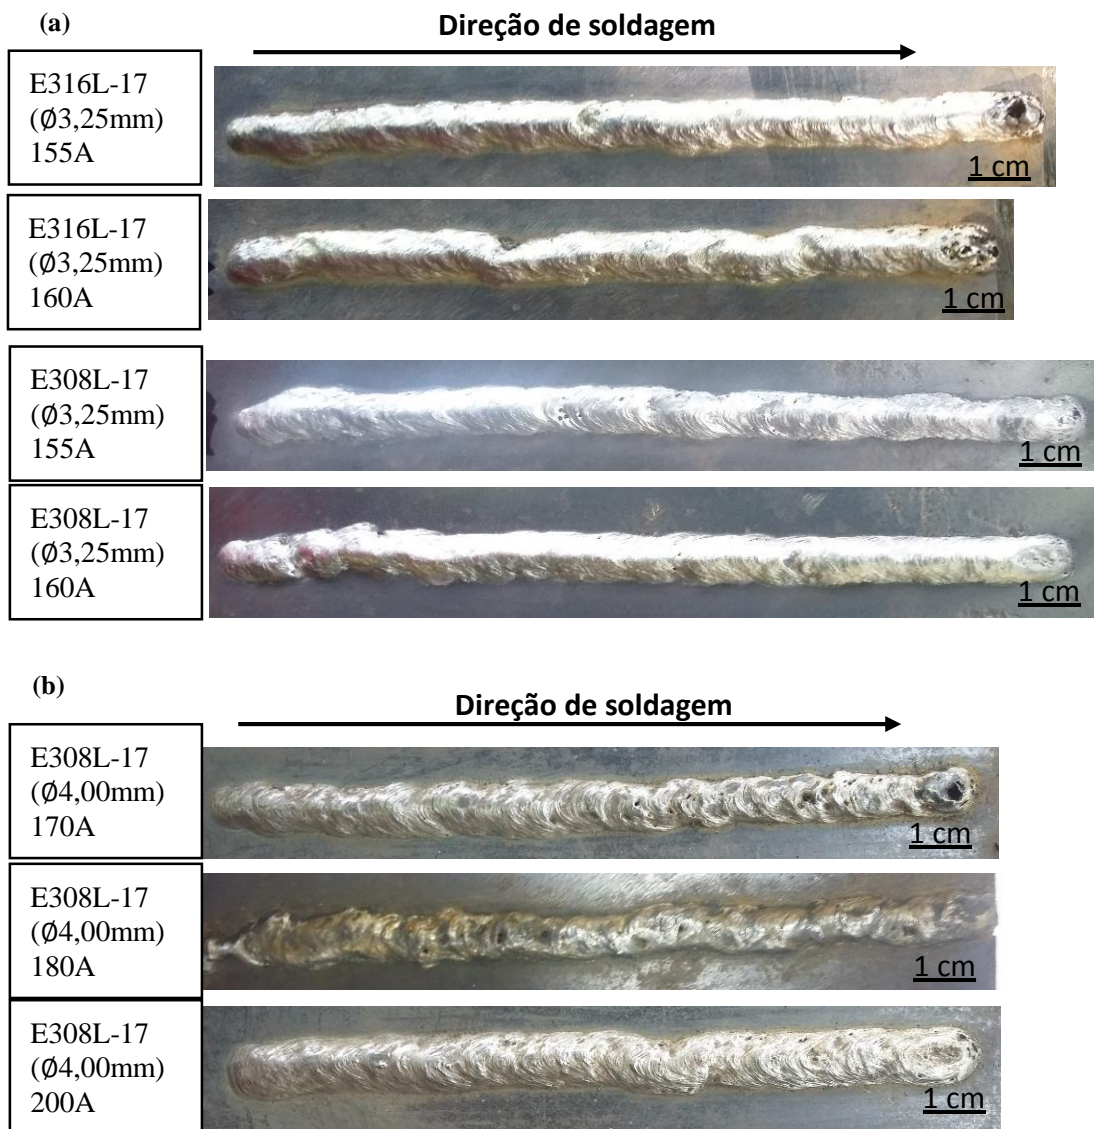 (a)
Direção de soldagem
E316L-17
(Ø3,25mm)
155A
1 cm
E316L-17
(Ø3,25mm)
160A
1 cm
E308L-17
(Ø3,25mm)
155A
1 cm
E308L-17
(Ø3,25mm)
160A
1 cm
(b)
Direção de soldagem
E308L-17
(Ø4,00mm)
170A
1 cm
E308L-17
(Ø4,00mm)
180A
1 cm
E308L-17
(Ø4,00mm)
200A
1 cm